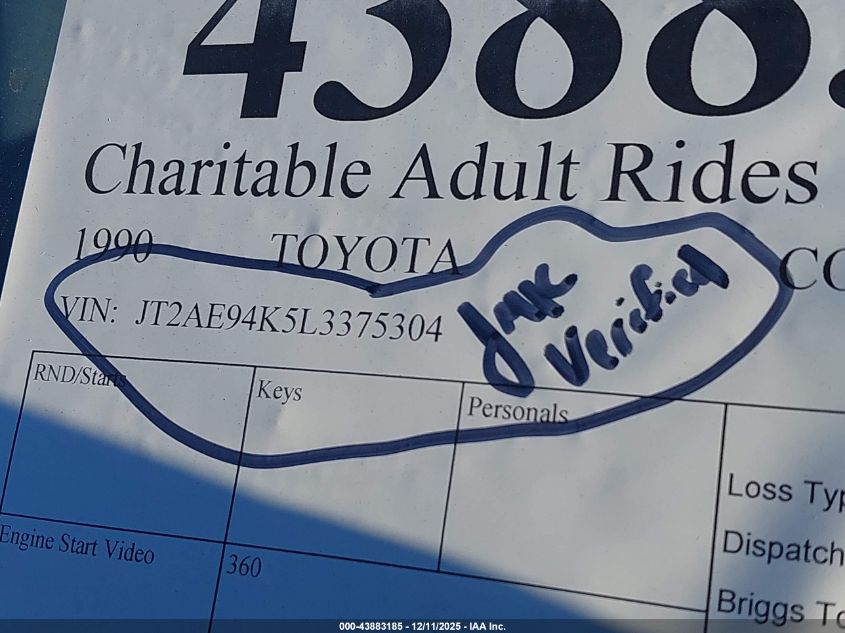 4388
Charitable Adult Rides
1990 TOYOTA CO
VIN: JT2AE94K5L3375304
Verified
RND/Starts
Keys
Personals
Loss Typ
Dispatch
Engine Start Video
360
Briggs To
000-43883185 - 12/11/2025 - IAA Inc.